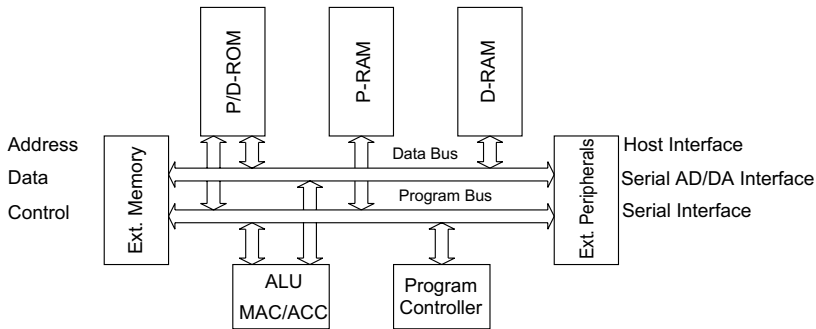 P/D-ROM
P-RAM
D-RAM
Address
Data
Control
Ext. Memory
Data Bus
Program Bus
Ext. Peripherals
Host Interface
Serial AD/DA Interface
Serial Interface
ALU
MAC/ACC
Program
Controller